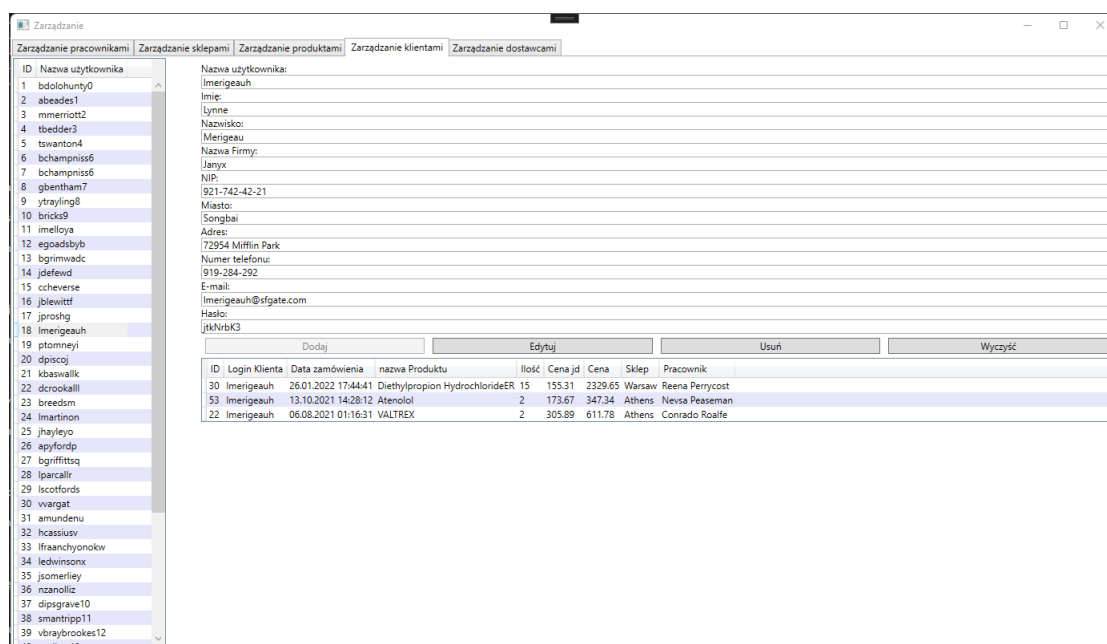 Zarządzanie
Zarządzanie pracownikami Zarządzanie sklepami Zarządzanie produktami Zarządzanie klientami Zarządzanie dostawcami
ID Nazwa użytkownika
1 bdolohunty0
2 abeades1
3 mmerriott2
4 tbedder3
5 tswanton4
6 bchampniss6
7 bchampniss6
8 gbentham7
9 ytrayling8
10 bricks9
11 imelloya
12 egoadsbyb
13 bgrimwadc
14 jdefewd
15 ccheverse
16 jblewittf
17 jproshg
18 lmerigeauh
19 ptomneyi
20 dpiscoj
21 kbaswallk
22 dcrookalll
23 breedsm
24 lmartinon
25 jhayleyo
26 apyfordp
27 bgriffittsq
28 lparcallr
29 lscotfords
30 vvargat
31 amundenu
32 hcassiusv
33 lfraanchyonokw
34 ledwinsonx
35 jsomerliey
36 nzanolliz
37 dipsgrave10
38 smantripp11
39 vbraybrookes12
Nazwa użytkownika:
lmerigeauh
Imię:
Lynne
Nazwisko:
Merigeau
Nazwa Firmy:
Janyx
NIP:
921-742-42-21
Miasto:
Songbai
Adres:
72954 Mifflin Park
Numer telefonu:
919-284-292
E-mail:
lmerigeauh@sfgate.com
Hasło:
jtkNrbK3
Dodaj Edytuj Usuń Wyczyść
ID Login Klienta Data zamówienia nazwa Produktu Ilość Cena jd Cena Sklep Pracownik
30 lmerigeauh 26.01.2022 17:44:41 Diethylpropion HydrochlorideER 15 155.31 2329.65 Warsaw Reena Perrycost
53 lmerigeauh 13.10.2021 14:28:12 Atenolol 2 173.67 347.34 Athens Nevsa Peaseman
22 lmerigeauh 06.08.2021 01:16:31 VALTREX 2 305.89 611.78 Athens Conrado Roalfe